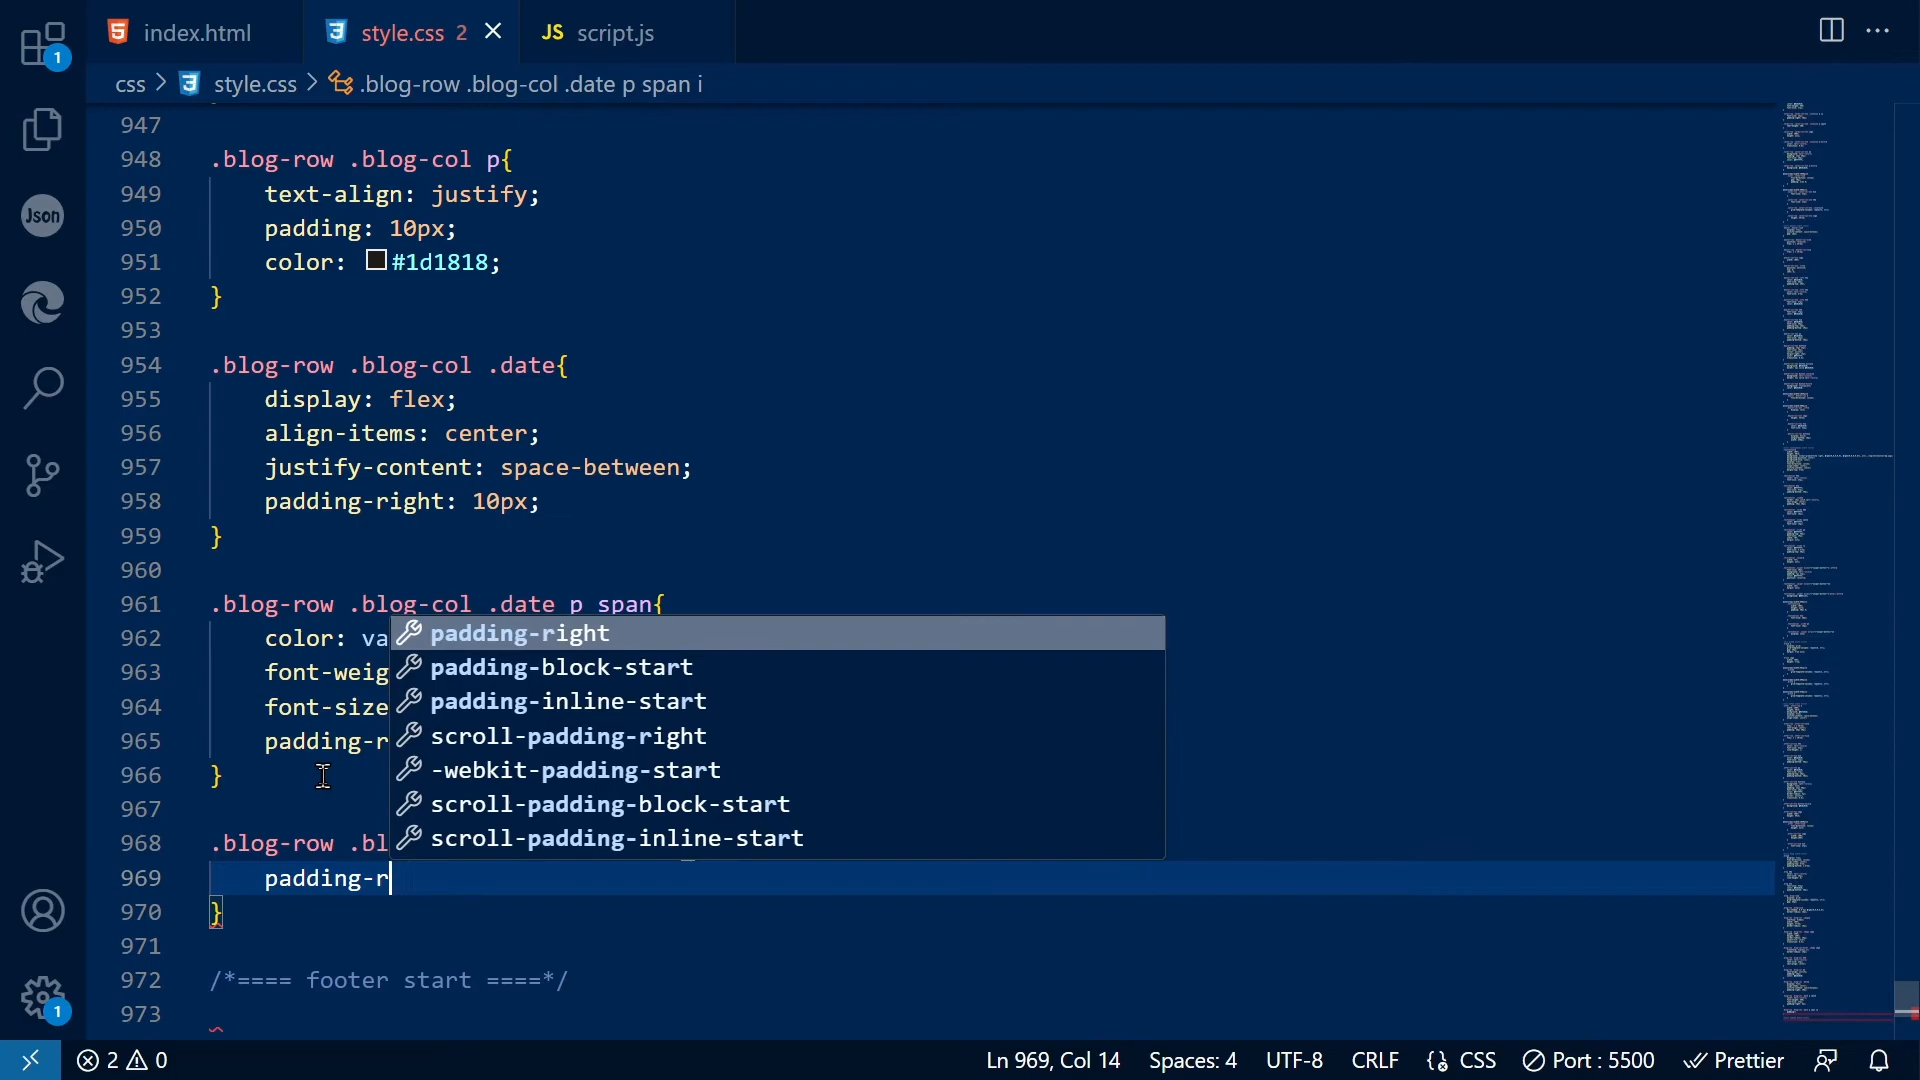 index.html
style.css 2
JS script.js
css > style.css > .blog-row .blog-col .date p span i
947
948 .blog-row .blog-col p{
949 text-align: justify;
950 padding: 10px;
951 color: #1d1818;
952 }
953
954 .blog-row .blog-col .date{
955 display: flex;
956 align-items: center;
957 justify-content: space-between;
958 padding-right: 10px;
959 }
960
961 .blog-row .blog-col .date p span{
962 color: va
padding-right
963 font-weig
padding-block-start
964 font-size
padding-inline-start
965 padding-r
scroll-padding-right
966 }
-webkit-padding-start
967
scroll-padding-block-start
968 .blog-row .bl
scroll-padding-inline-start
969 padding-r
970 }
971
972 /*==== footer start ====*/
973
Json
1
1
2 0
Ln 969, Col 14
Spaces: 4
UTF-8
CRLF
{} CSS
Port : 5500
Prettier